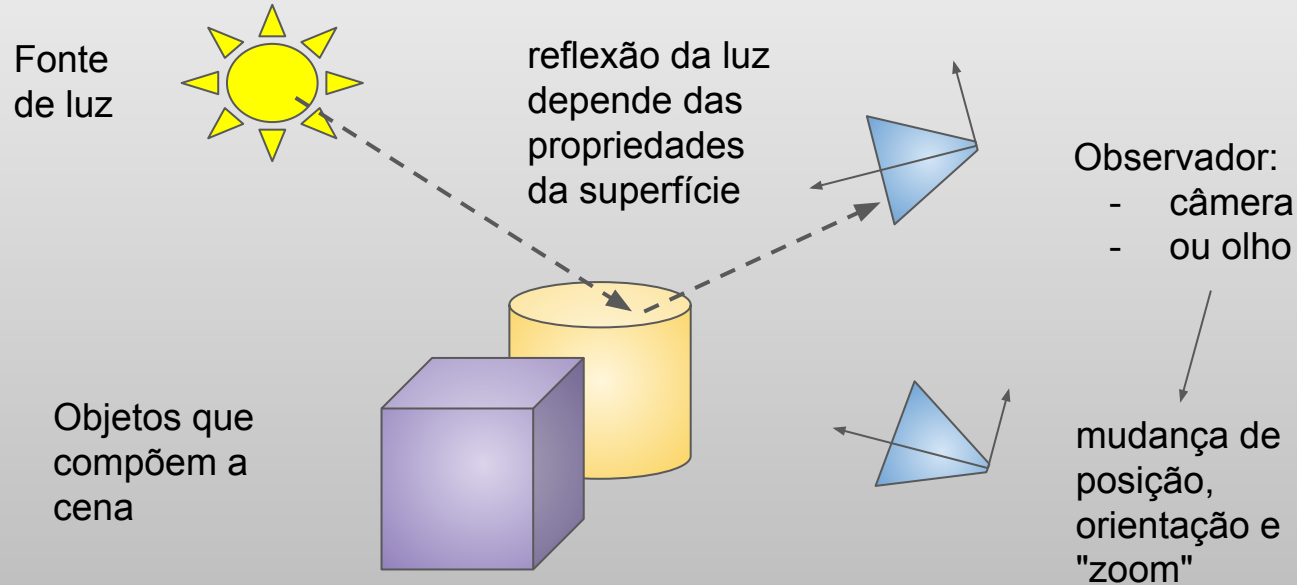 Fonte
de luz
reflexão da luz
depende das
propriedades
da superfície
Observador:
- câmera
- ou olho
Objetos que
compõem a
cena
mudança de
posição,
orientação e
"zoom"